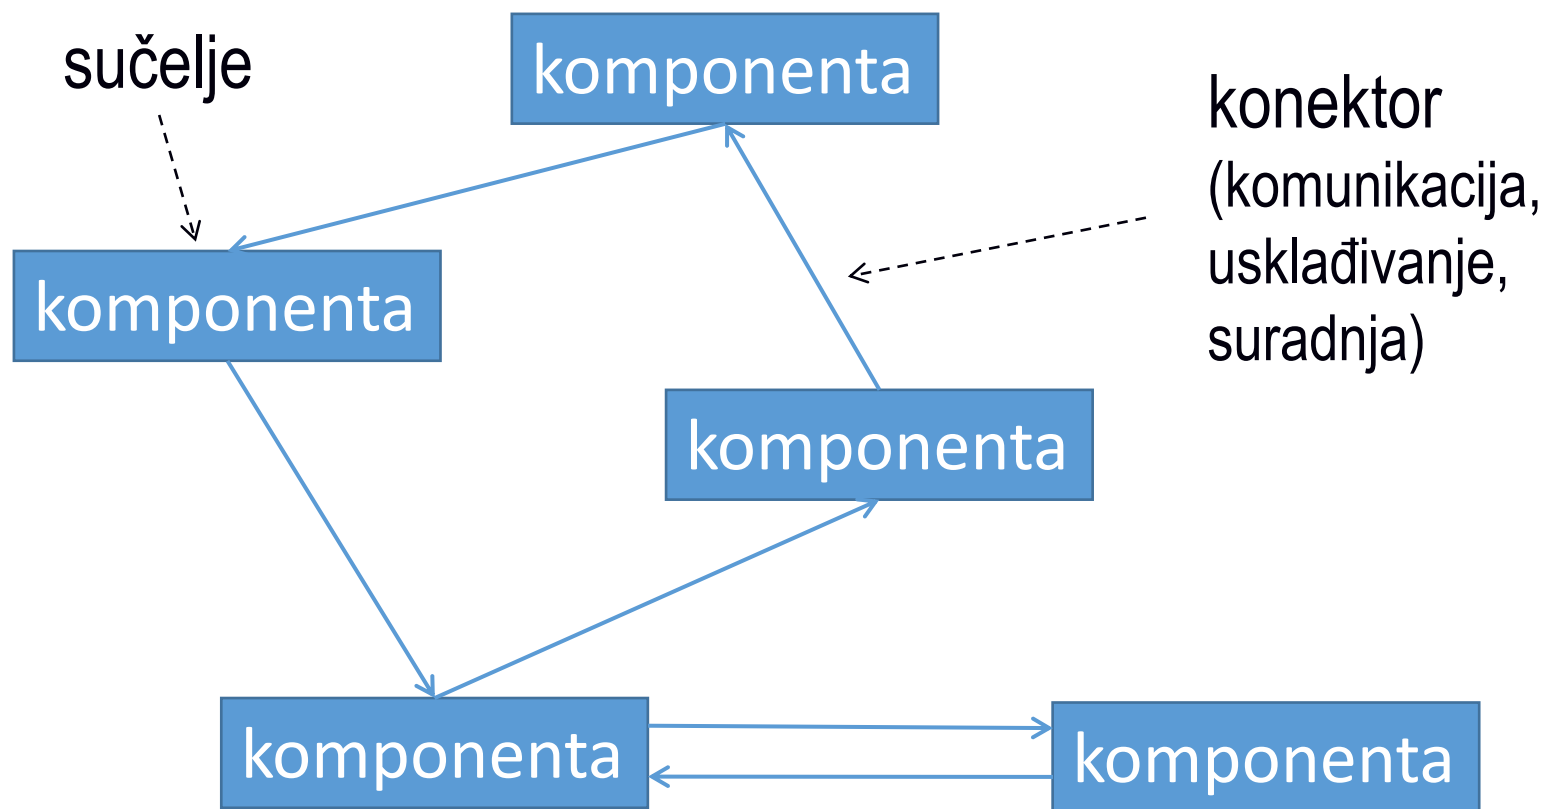 sučelje
komponenta
konektor
(komunikacija,
usklađivanje,
suradnja)
komponenta
komponenta
komponenta
komponenta